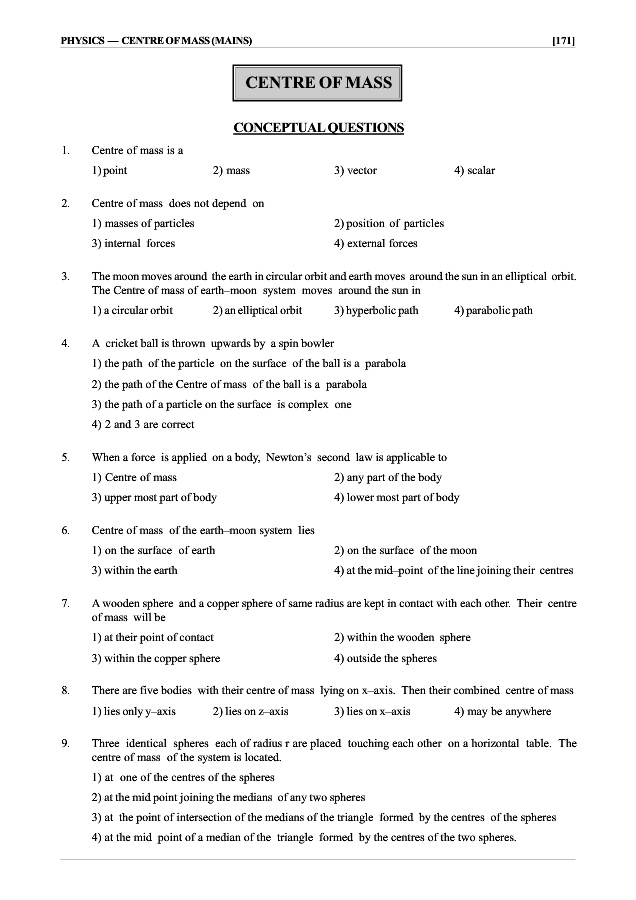 PHYSICS — CENTRE OF MASS (MAINS) [171]
CENTRE OF MASS
CONCEPTUAL QUESTIONS
1. Centre of mass is a
1) point 2) mass 3) vector 4) scalar
2. Centre of mass does not depend on
1) masses of particles 2) position of particles
3) internal forces 4) external forces
3. The moon moves around the earth in circular orbit and earth moves around the sun in an elliptical orbit.
The Centre of mass of earth–moon system moves around the sun in
1) a circular orbit 2) an elliptical orbit 3) hyperbolic path 4) parabolic path
4. A cricket ball is thrown upwards by a spin bowler
1) the path of the particle on the surface of the ball is a parabola
2) the path of the Centre of mass of the ball is a parabola
3) the path of a particle on the surface is complex one
4) 2 and 3 are correct
5. When a force is applied on a body, Newton's second law is applicable to
1) Centre of mass 2) any part of the body
3) upper most part of body 4) lower most part of body
6. Centre of mass of the earth–moon system lies
1) on the surface of earth 2) on the surface of the moon
3) within the earth 4) at the mid–point of the line joining their centres
7. A wooden sphere and a copper sphere of same radius are kept in contact with each other. Their centre
of mass will be
1) at their point of contact 2) within the wooden sphere
3) within the copper sphere 4) outside the spheres
8. There are five bodies with their centre of mass lying on x–axis. Then their combined centre of mass
1) lies only y–axis 2) lies on z–axis 3) lies on x–axis 4) may be anywhere
9. Three identical spheres each of radius r are placed touching each other on a horizontal table. The
centre of mass of the system is located.
1) at one of the centres of the spheres
2) at the mid point joining the medians of any two spheres
3) at the point of intersection of the medians of the triangle formed by the centres of the spheres
4) at the mid point of a median of the triangle formed by the centres of the two spheres.